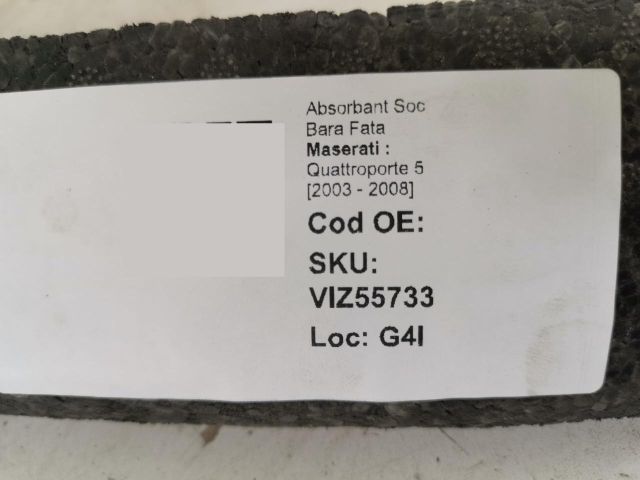 Absorbant Soc
Bara Fata
Maserati :
Quattroporte 5
[2003 - 2008]
Cod OE:
SKU:
VIZ55733
Loc: G4I